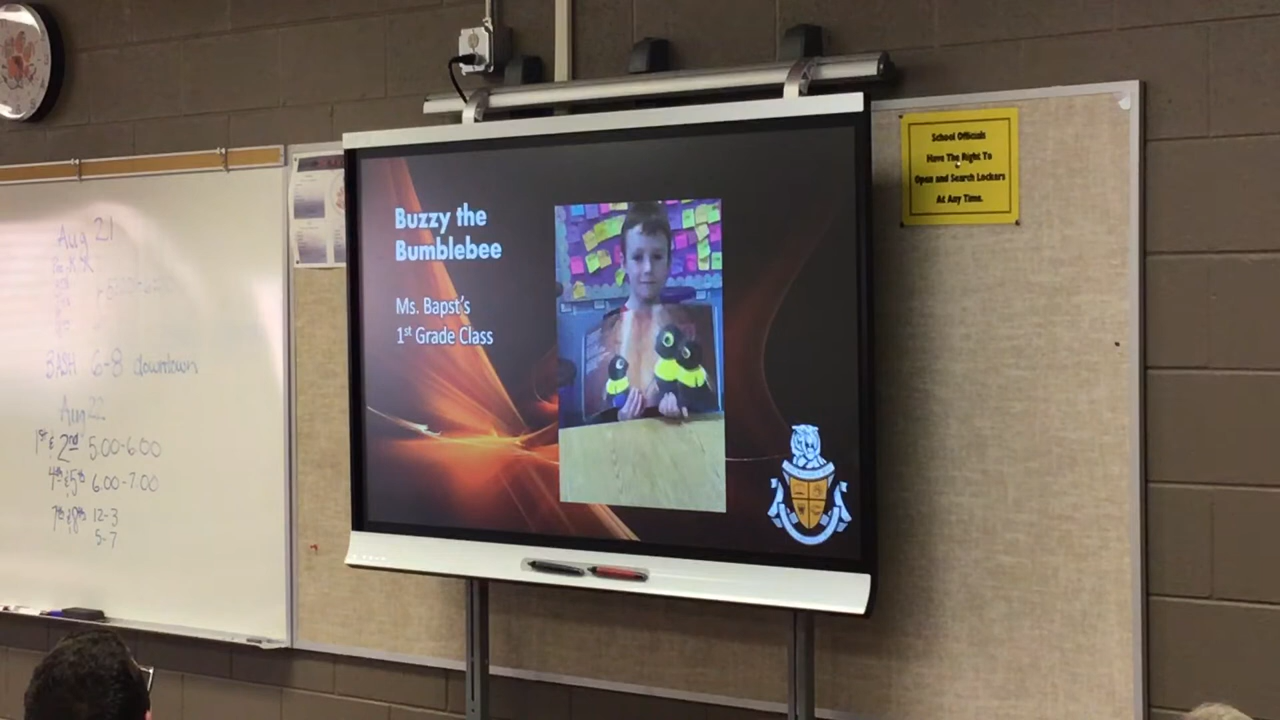 Aug 21
BASH 6-8 downtown
Aug 22
1st & 2nd 5:00-6:00
4th & 5th 6:00-7:00
7th & 8th 12-3
5-7
Buzzy the
Bumblebee
Ms. Bapst's
1st Grade Class
School Officials
Have The Right To
Open and Search Lockers
At Any Time.